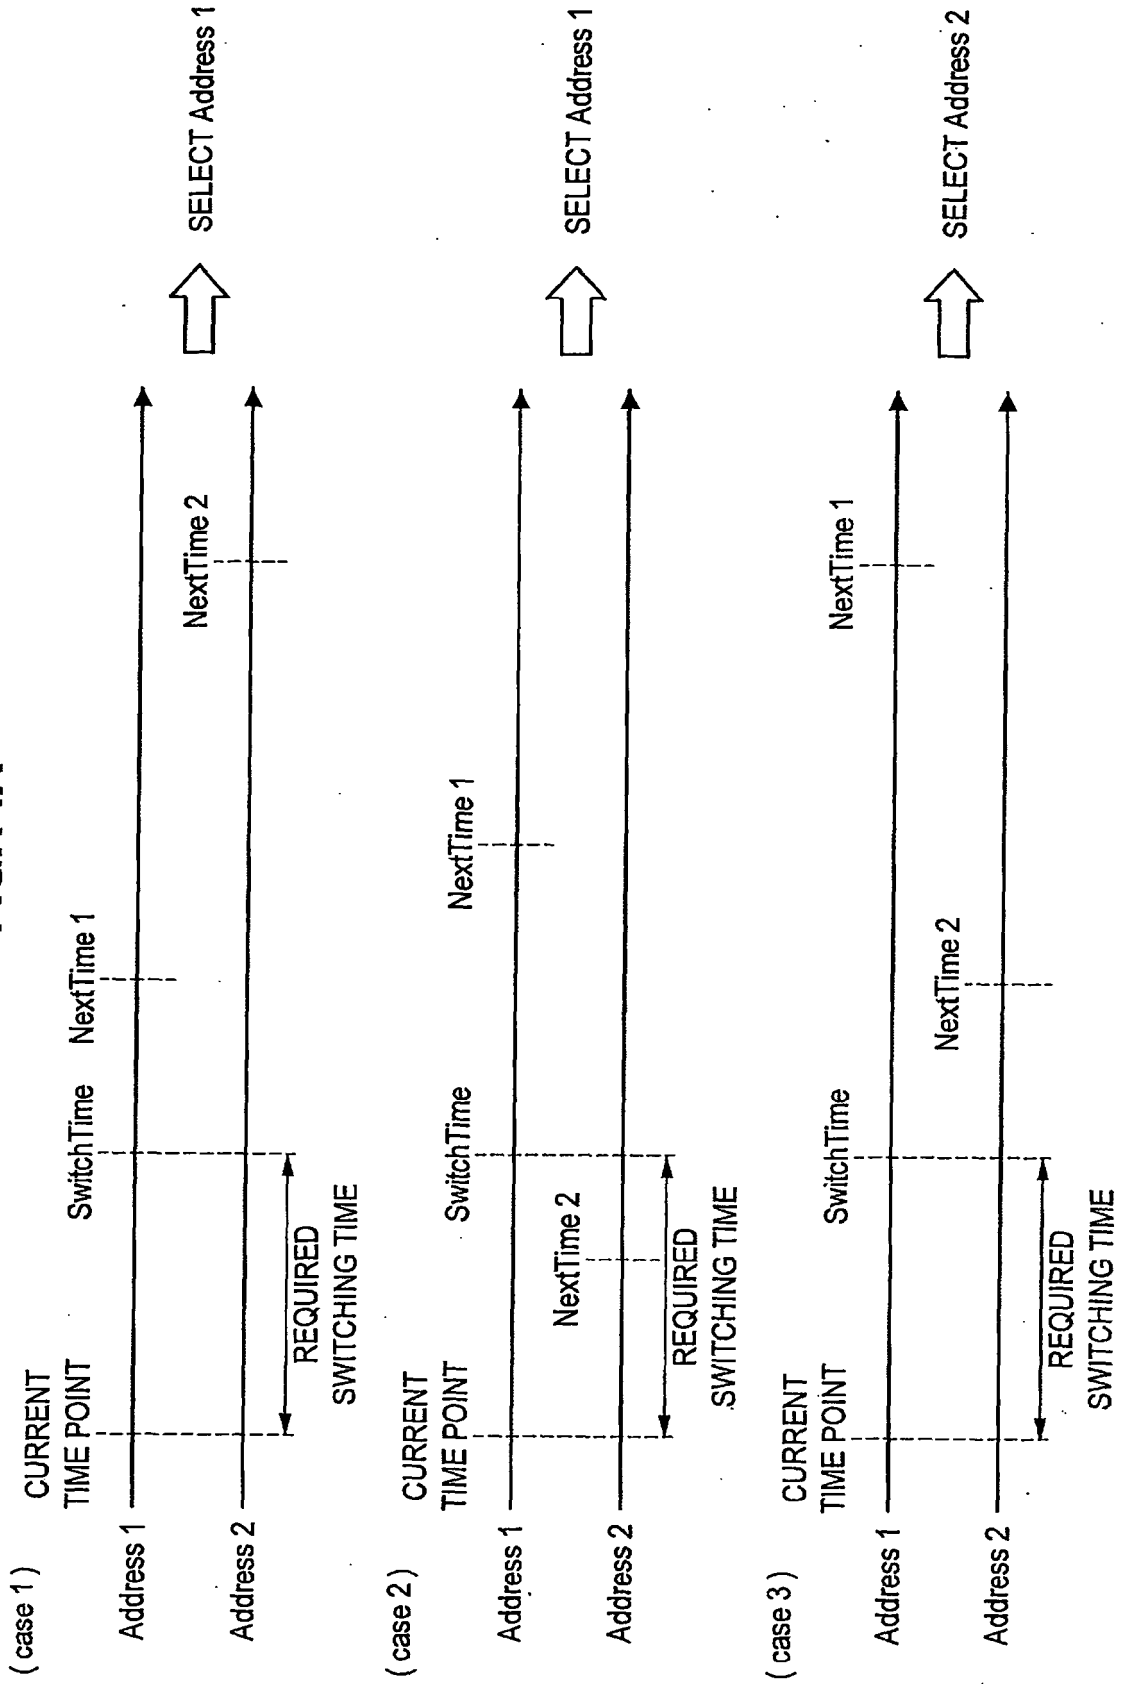 (case 1)
CURRENT
TIME POINT
SwitchTime
NextTime 1
Address 1
NextTime 2
Address 2
REQUIRED
SWITCHING TIME
SELECT Address 1
(case 2)
CURRENT
TIME POINT
SwitchTime
NextTime 1
Address 1
NextTime 2
Address 2
REQUIRED
SWITCHING TIME
SELECT Address 1
(case 3)
CURRENT
TIME POINT
SwitchTime
NextTime 1
Address 1
NextTime 2
Address 2
REQUIRED
SWITCHING TIME
SELECT Address 2